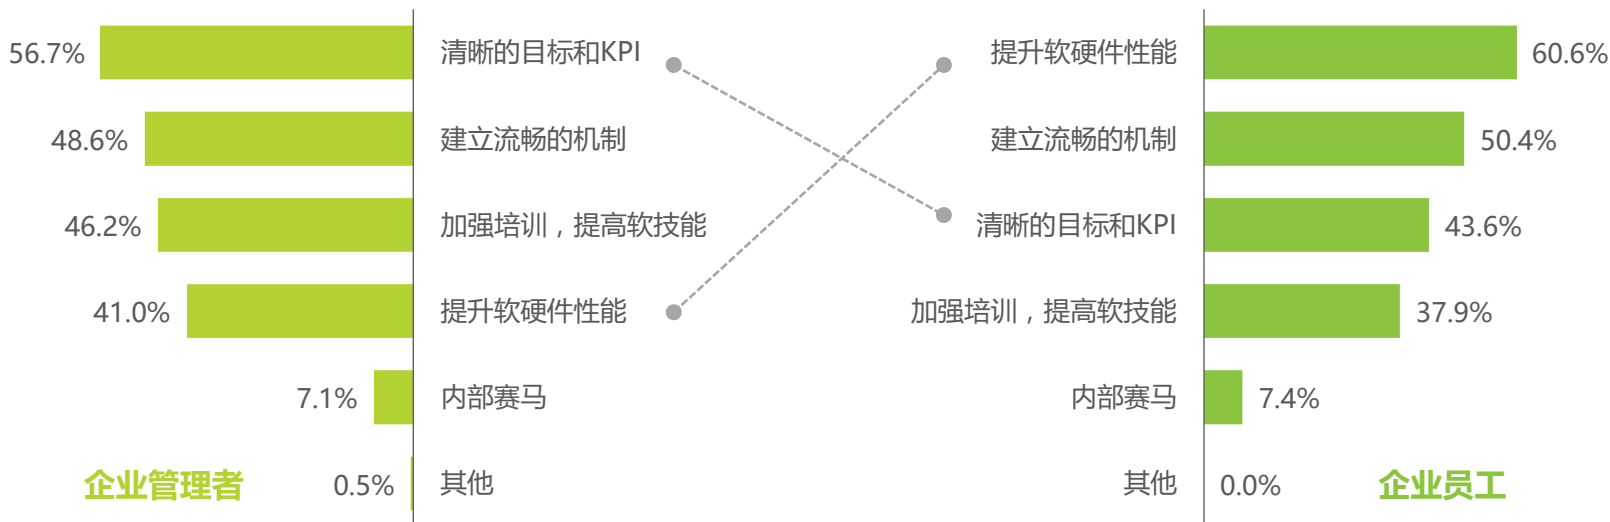 56.7% 清晰的目标和KPI 提升软硬件性能 60.6%
48.6% 建立流畅的机制 建立流畅的机制 50.4%
46.2% 加强培训，提高软技能 清晰的目标和KPI 43.6%
41.0% 提升软硬件性能 加强培训，提高软技能 37.9%
7.1% 内部赛马 内部赛马 7.4%
企业管理者 0.5% 其他 其他 0.0% 企业员工